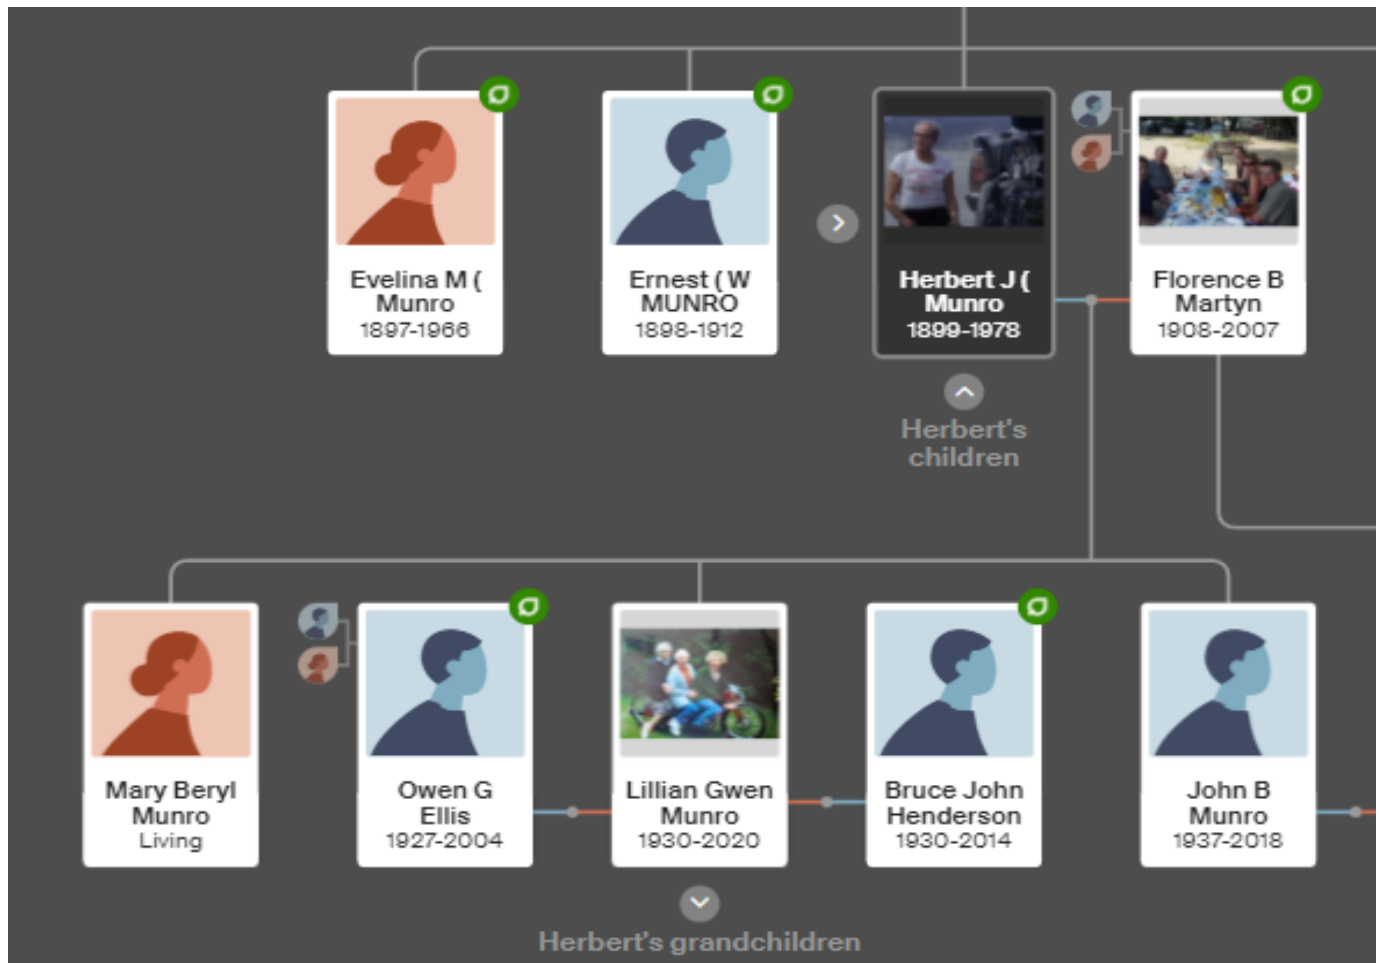 Evelina M (
Munro
1897-1966
Ernest ( W
MUNRO
1898-1912
Herbert J (
Munro
1899-1978
Florence B
Martyn
1908-2007
Herbert's
children
Mary Beryl
Munro
Living
Owen G
Ellis
1927-2004
Lillian Gwen
Munro
1930-2020
Bruce John
Henderson
1930-2014
John B
Munro
1937-2018
Herbert's grandchildren